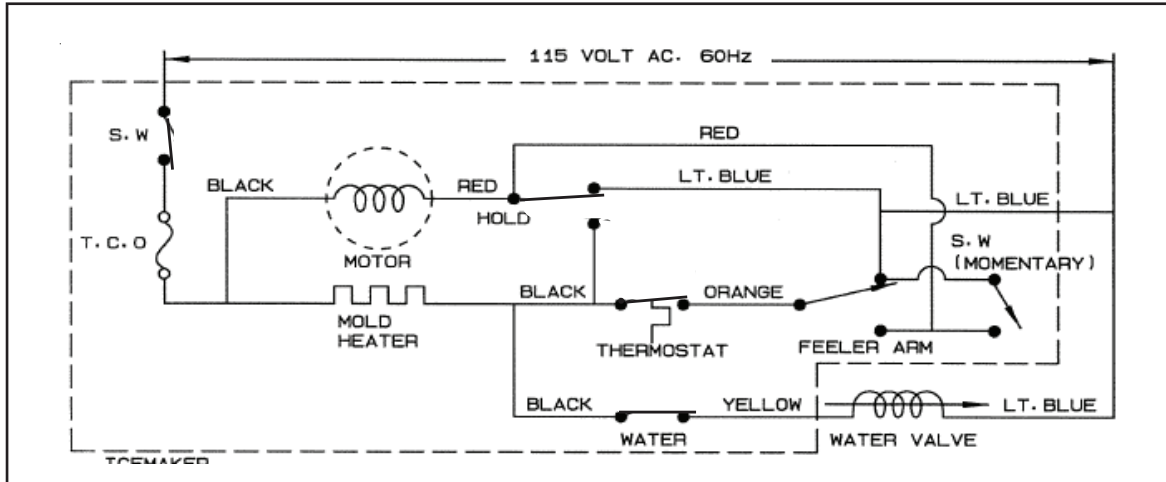 115 VOLT AC. 60Hz
S.W
RED
BLACK
RED
LT. BLUE
HOLD
LT. BLUE
T.C.O
MOTOR
S.W
(MOMENTARY)
BLACK
ORANGE
MOLD
HEATER
THERMOSTAT
FEELER ARM
BLACK
YELLOW
LT. BLUE
WATER
WATER VALVE
ICEMAKER